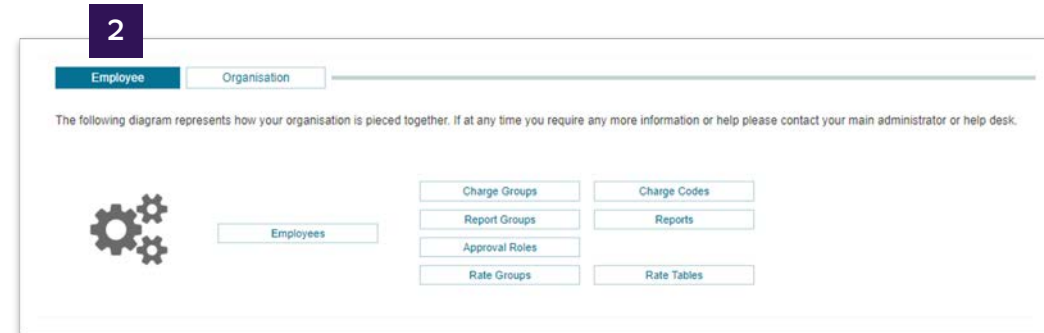 2
Employee Organisation
The following diagram represents how your organisation is pieced together. If at any time you require any more information or help please contact your main administrator or help desk.
Charge Groups Charge Codes
Report Groups Reports
Employees
Approval Roles
Rate Groups Rate Tables